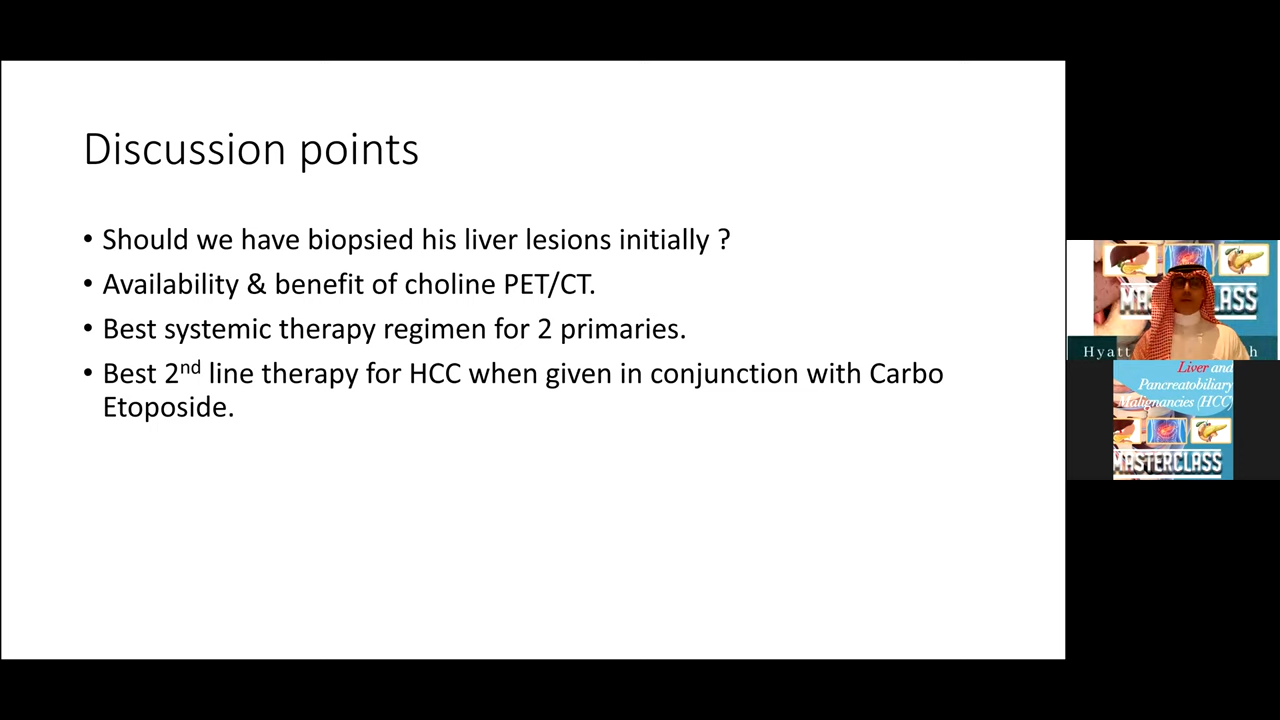 Discussion points
• Should we have biopsied his liver lesions initially ?
• Availability & benefit of choline PET/CT.
• Best systemic therapy regimen for 2 primaries.
• Best 2nd line therapy for HCC when given in conjunction with Carbo
Etoposide.
Hyatt
Liver and
Pancreatobiliary
Malignancies (HCC)
MASTERCLASS